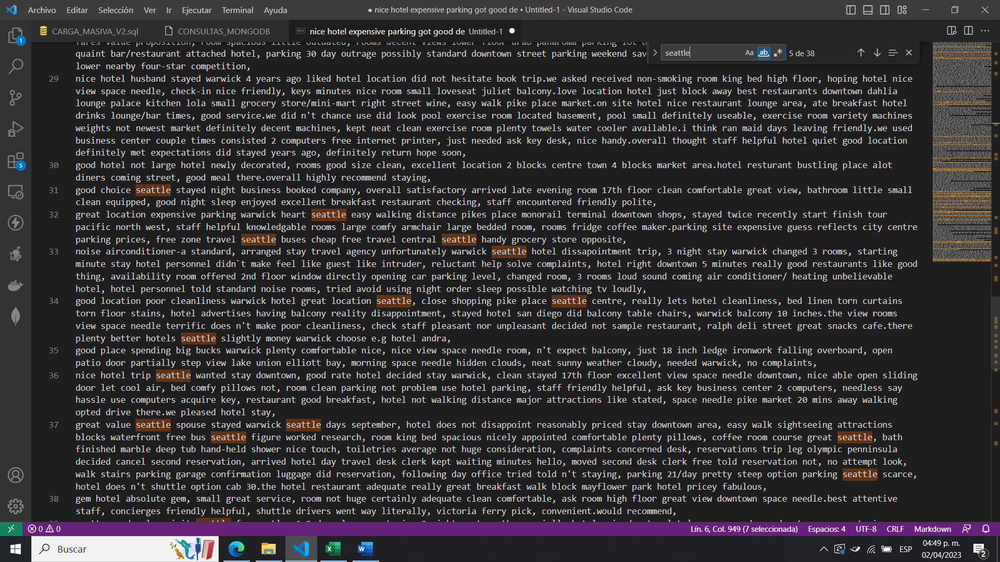 Archivo Editar Selección Ver Ir Ejecutar Terminal Ayuda
● nice hotel expensive parking got good de • Untitled-1 - Visual Studio Code
CARGA_MASIVA_V2.sql
CONSULTAS_MONGODB
nice hotel expensive parking got good de Untitled-1
seattle
Aa
ab
5 de 38
1
5
quaint bar/restaurant attached hotel, parking 30 day outrage possibly standard downtown street parking weekend sav
lower nearby four-star competition,
29 nice hotel husband stayed warwick 4 years ago liked hotel location did not hesitate book trip.we asked received non-smoking room king bed high floor, hoping hotel nice
view space needle, check-in nice friendly, keys minutes nice room small loveseat juliet balcony.love location hotel just block away best restaurants downtown dahlia
lounge palace kitchen lola small grocery store/mini-mart right street wine, easy walk pike place market.on site hotel nice restaurant lounge area, ate breakfast hotel
drinks lounge/bar times, good service.we did n't chance use did look pool exercise room located basement, pool small definitely useable, exercise room variety machines
weights not newest market definitely decent machines, kept neat clean exercise room plenty towels water cooler available.i think ran maid days leaving friendly.we used
business center couple times consisted 2 computers free internet printer, just needed ask key desk, nice handy.overall thought staff helpful hotel quiet good location
definitely met expectations did stayed years ago, definitely return hope soon,
30 good hotel not large hotel newly decorated, rooms good size clean, excellent location 2 blocks centre town 4 blocks market area.hotel resturant bustling place alot
diners coming street, good meal there.overall highly recommend staying,
31 good choice seattle stayed night business booked company, overall satisfactory arrived late evening room 17th floor clean comfortable great view, bathroom little small
clean equipped, good night sleep enjoyed excellent breakfast restaurant checking, staff encountered friendly polite,
32 great location expensive parking warwick heart seattle easy walking distance pikes place monorail terminal downtown shops, stayed twice recently start finish tour
pacific north west, staff helpful knowledgable rooms large comfy armchair large bedded room, rooms fridge coffee maker.parking site expensive guess reflects city centre
parking prices, free zone travel seattle buses cheap free travel central seattle handy grocery store opposite,
33 noise airconditioner-a standard, arranged stay travel agency unfortunately warwick seattle hotel dissapointment trip, 3 night stay warwick changed 3 rooms, starting
minute stay hotel personnel didn`t make feel like guest like intruder, reluctant help solve complaints, hotel right downtown 5 minutes really good restaurants like good
thing, availability room offered 2nd floor window directly opening car parking level, changed room, 3 rooms loud sound coming air conditioner/ heating unbelievable
hotel, hotel personnel told standard noise rooms, tried avoid using night order sleep possible watching tv loudly,
34 good location poor cleanliness warwick hotel great location seattle, close shopping pike place seattle centre, really lets hotel cleanliness, bed linen torn curtains
torn floor stains, hotel advertises having balcony reality disappointment, stayed hotel san diego did balcony table chairs, warwick balcony 10 inches.the view rooms
view space needle terrific does n't make poor cleanliness, check staff pleasant nor unpleasant decided not sample restaurant, ralph deli street great snacks cafe.there
plenty better hotels seattle slightly money warwick choose e.g hotel andra,
35 good place spending big bucks warwick plenty comfortable nice, nice view space needle room, n't expect balcony, just 18 inch ledge ironwork falling overboard, open
patio door partially step view lake union elliott bay, morning space needle hidden clouds, neat sunny weather cloudy, needed warwick, no complaints,
36 nice hotel trip seattle wanted stay downtown, good rate hotel decided stay warwick, clean stayed 17th floor excellent view space needle downtown, nice able open sliding
door let cool air, bed comfy pillows not, room clean parking not problem use hotel parking, staff friendly helpful, ask key business center 2 computers, needless say
hassle use computers acquire key, restaurant good breakfast, hotel not walking distance major attractions like stated, space needle pike market 20 mins away walking
opted drive there.we pleased hotel stay,
37 great value seattle spouse stayed warwick seattle days september, hotel does not disappoint reasonably priced stay downtown area, easy walk sightseeing attractions
blocks waterfront free bus seattle figure worked research, room king bed spacious nicely appointed comfortable plenty pillows, coffee room course great seattle, bath
finished marble deep tub hand-held shower nice touch, toiletries average not huge consideration, complaints concerned desk, reservations trip leg olympic penninsula
decided cancel second reservation, arrived hotel day travel desk clerk kept waiting minutes hello, moved second desk clerk free told reservation not, no attempt look,
walk stairs parking garage confirmation luggage did reservation, following day office tried told n't staying, parking 21/day pretty steep option parking seattle scarce,
hotel does n't shuttle option cab 30.the hotel restaurant adequate really great breakfast walk block mayflower park hotel pricey fabulous,
38 gem hotel absolute gem, small great service, room not huge certainly adequate clean comfortable, ask room high floor great view downtown space needle.best attentive
staff, concierges friendly helpful, shuttle drivers went way literally, victoria ferry pick, convenient.would recommend,
0 0
Lín. 6, Col. 949 (7 seleccionada) Espacios: 4 UTF-8 CRLF Markdown
Buscar
ESP
04:49 p. m.
02/04/2023
2